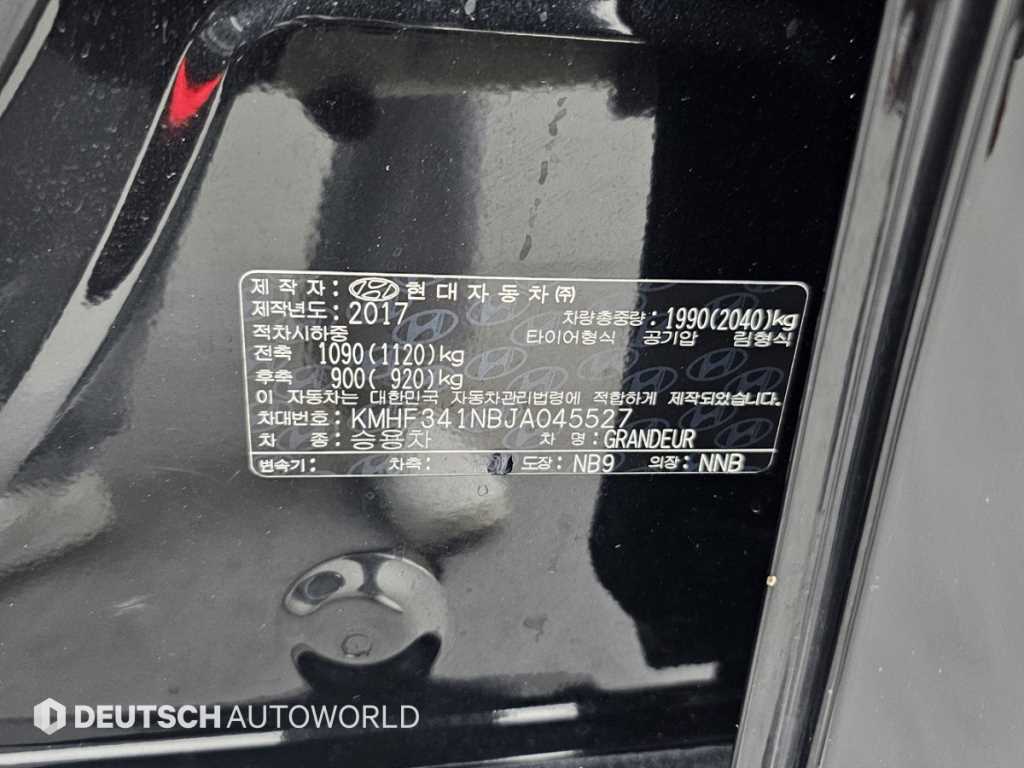 제 작 자 : 현대자동차㈜
제작년도: 2017 차량총중량: 1990(2040)kg
적차시하중 타이어형식 공기압 림형식
전축 1090(1120)kg
후축 900( 920)kg
이 자동차는 대한민국 자동차관리법령에 적합하게 제작되었습니다.
차대번호: KMHF341NBJA045527
차 종: 승용차 차 명: GRANDEUR
변속기: 차축: 도장: NB9 의장: NNB
DEUTSCH AUTOWORLD